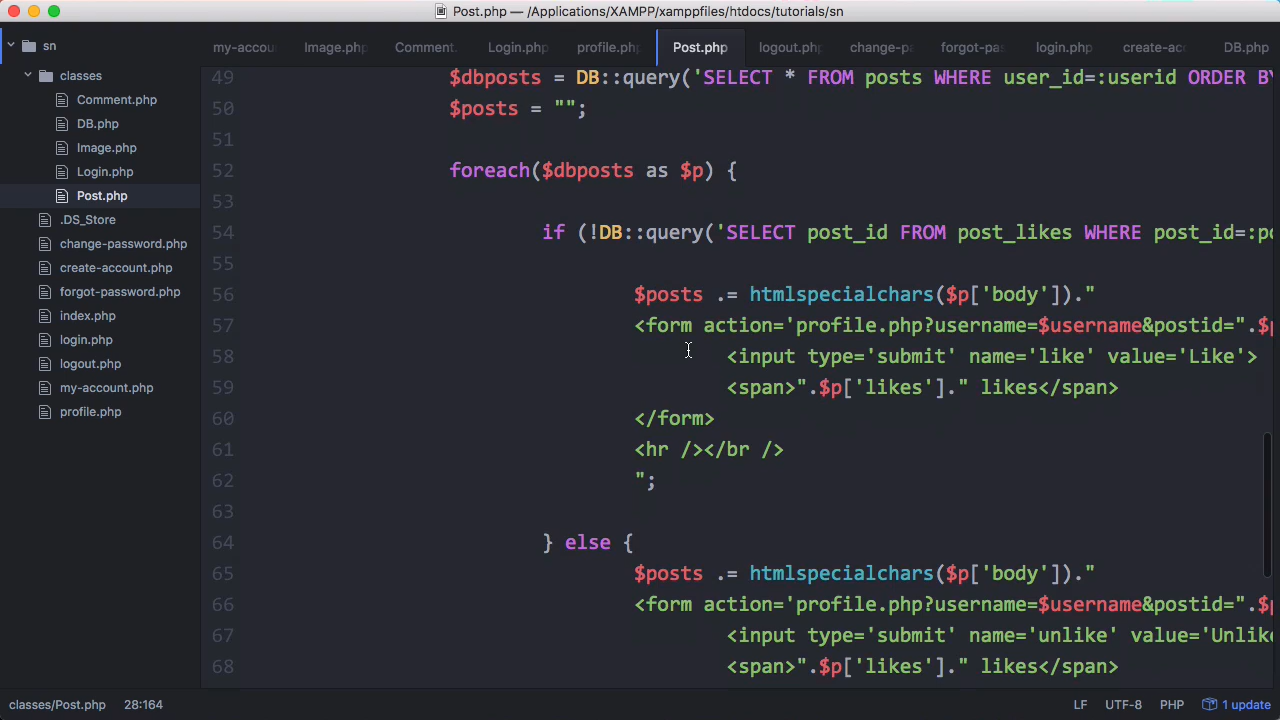 Post.php — /Applications/XAMPP/xamppfiles/htdocs/tutorials/sn
sn
classes
Comment.php
DB.php
Image.php
Login.php
Post.php
.DS_Store
change-password.php
create-account.php
forgot-password.php
index.php
login.php
logout.php
my-account.php
profile.php
my-accou Image.php Comment. Login.php profile.php Post.php logout.php change-pa forgot-pas login.php create-acc DB.php
49 $dbposts = DB::query('SELECT * FROM posts WHERE user_id=:userid ORDER BY
50 $posts = "";
51
52 foreach($dbposts as $p) {
53
54 if (!DB::query('SELECT post_id FROM post_likes WHERE post_id=:po
55
56 $posts .= htmlspecialchars($p['body'])."
57 <form action='profile.php?username=$username&postid=".$p
58 <input type='submit' name='like' value='Like'>
59 <span>".$p['likes']." likes</span>
60 </form>
61 <hr /></br />
62 ";
63
64 } else {
65 $posts .= htmlspecialchars($p['body'])."
66 <form action='profile.php?username=$username&postid=".$p
67 <input type='submit' name='unlike' value='Unlike
68 <span>".$p['likes']." likes</span>
classes/Post.php 28:164 LF UTF-8 PHP 1 update